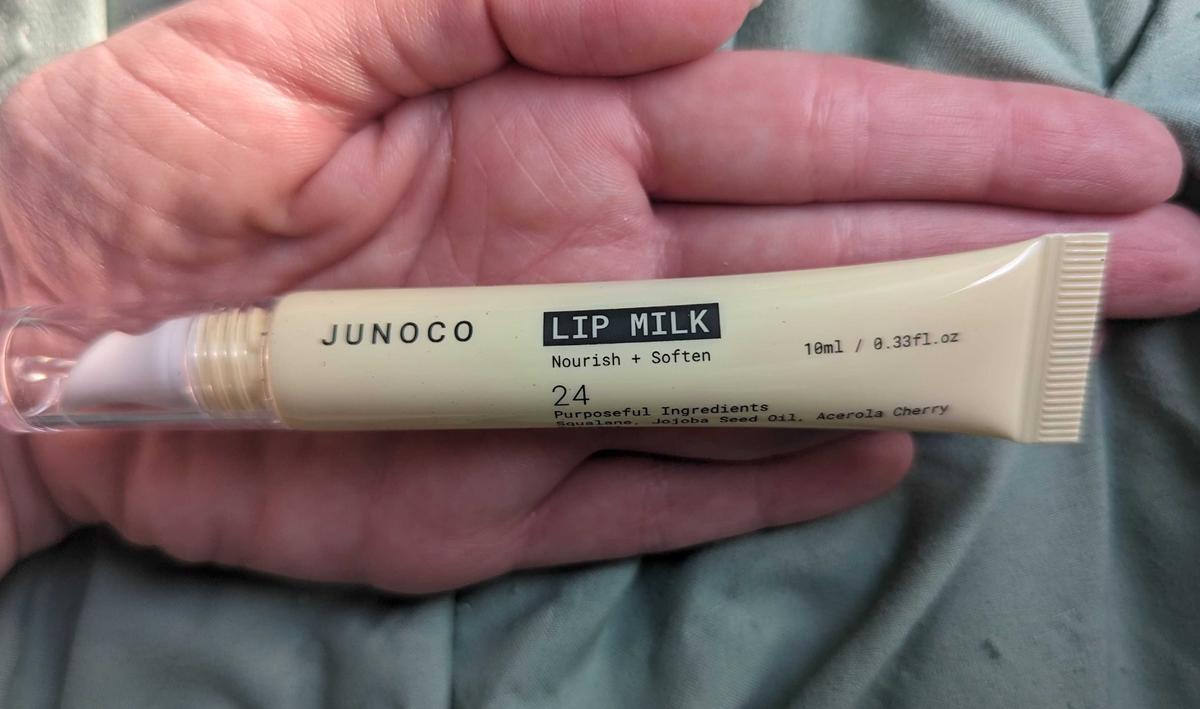 JUNOCO
LIP MILK
Nourish + Soften
10ml / 0.33fl.oz
24
Purposeful Ingredients
Squalane, Jojoba Seed Oil, Acerola Cherry